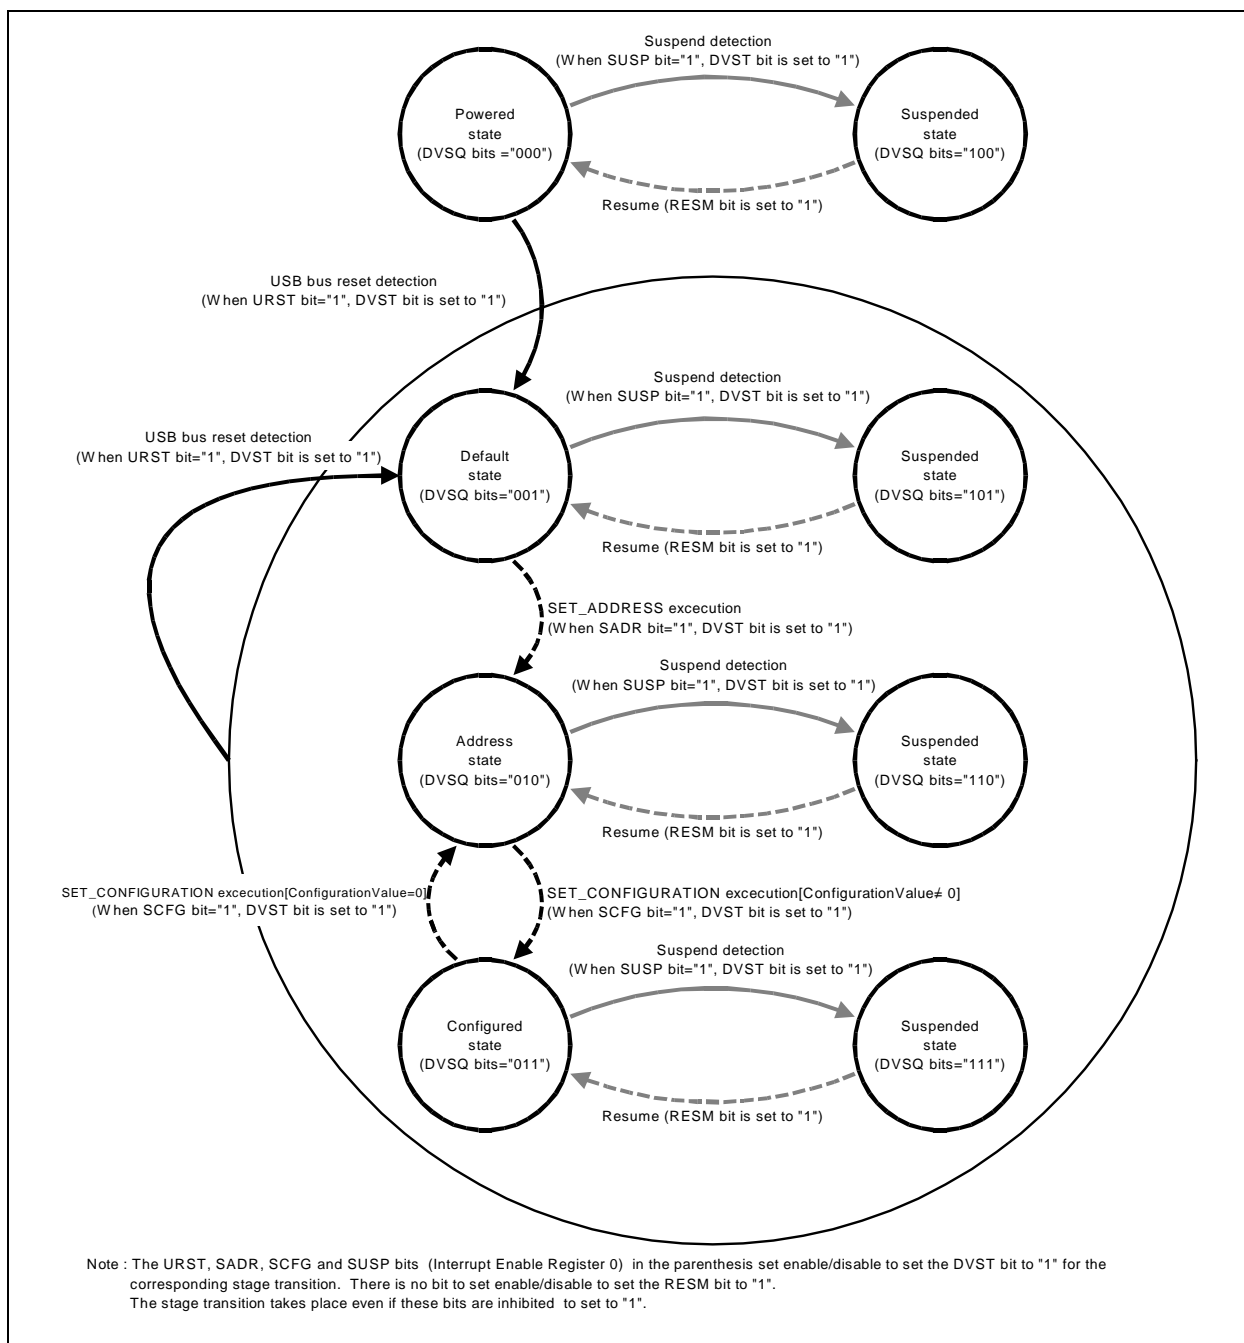 Suspend detection
(When SUSP bit="1", DVST bit is set to "1")
Powered
state
(DVSQ bits ="000")
Suspended
state
(DVSQ bits="100")
Resume (RESM bit is set to "1")
USB bus reset detection
(When URST bit="1", DVST bit is set to "1")
Suspend detection
(When SUSP bit="1", DVST bit is set to "1")
USB bus reset detection
(When URST bit="1", DVST bit is set to "1")
Default
state
(DVSQ bits="001")
Suspended
state
(DVSQ bits="101")
Resume (RESM bit is set to "1")
SET_ADDRESS excecution
(When SADR bit="1", DVST bit is set to "1")
Suspend detection
(When SUSP bit="1", DVST bit is set to "1")
Address
state
(DVSQ bits="010")
Suspended
state
(DVSQ bits="110")
Resume (RESM bit is set to "1")
SET_CONFIGURATION excecution[ConfigurationValue=0]
(When SCFG bit="1", DVST bit is set to "1")
SET_CONFIGURATION excecution[ConfigurationValue≠ 0]
(When SCFG bit="1", DVST bit is set to "1")
Suspend detection
(When SUSP bit="1", DVST bit is set to "1")
Configured
state
(DVSQ bits="011")
Suspended
state
(DVSQ bits="111")
Resume (RESM bit is set to "1")
Note : The URST, SADR, SCFG and SUSP bits (Interrupt Enable Register 0) in the parenthesis set enable/disable to set the DVST bit to "1" for the
corresponding stage transition. There is no bit to set enable/disable to set the RESM bit to "1".
The stage transition takes place even if these bits are inhibited to set to "1".